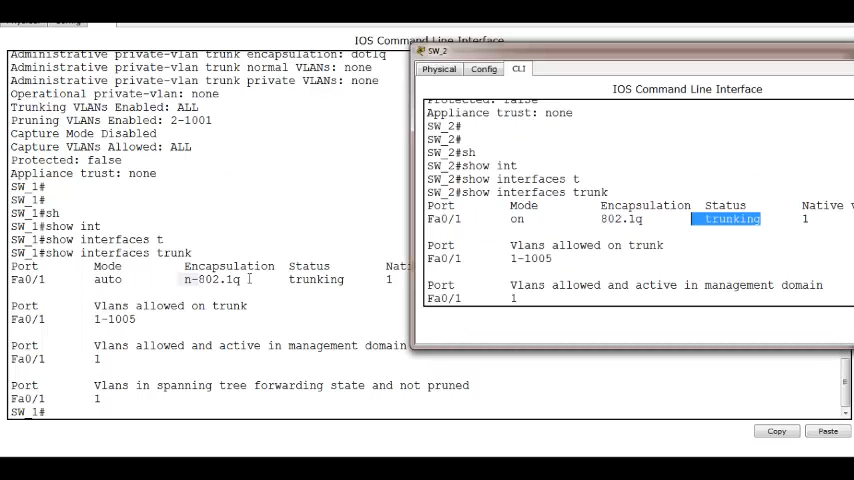 Physical Config
IOS Command Line Interface
Administrative private-vlan trunk encapsulation: dot1q
Administrative private-vlan trunk normal VLANs: none
Administrative private-vlan trunk private VLANs: none
Operational private-vlan: none
Trunking VLANs Enabled: ALL
Pruning VLANs Enabled: 2-1001
Capture Mode Disabled
Capture VLANs Allowed: ALL
Protected: false
Appliance trust: none
SW_1#
SW_1#
SW_1#sh
SW_1#show int
SW_1#show interfaces t
SW_1#show interfaces trunk
Port Mode Encapsulation Status Nati
Fa0/1 auto n-802.1q trunking 1
Port Vlans allowed on trunk
Fa0/1 1-1005
Port Vlans allowed and active in management domain
Fa0/1 1
Port Vlans in spanning tree forwarding state and not pruned
Fa0/1 1
SW_1#
Copy Paste
SW_2
Physical Config CLI
IOS Command Line Interface
Protected: false
Appliance trust: none
SW_2#
SW_2#
SW_2#sh
SW_2#show int
SW_2#show interfaces t
SW_2#show interfaces trunk
Port Mode Encapsulation Status Native v
Fa0/1 on 802.1q trunking 1
Port Vlans allowed on trunk
Fa0/1 1-1005
Port Vlans allowed and active in management domain
Fa0/1 1